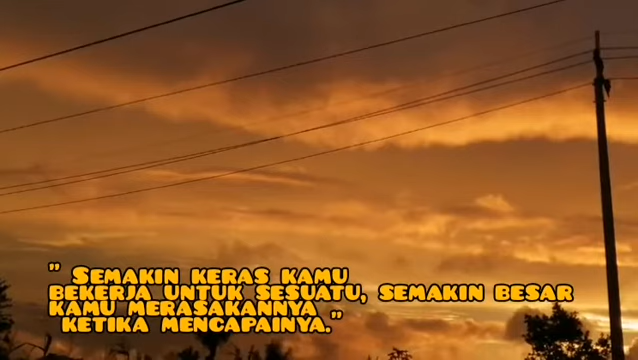 " Semakin keras kamu
bekerja untuk sesuatu, semakin besar
kamu merasakannya
ketika mencapainya."